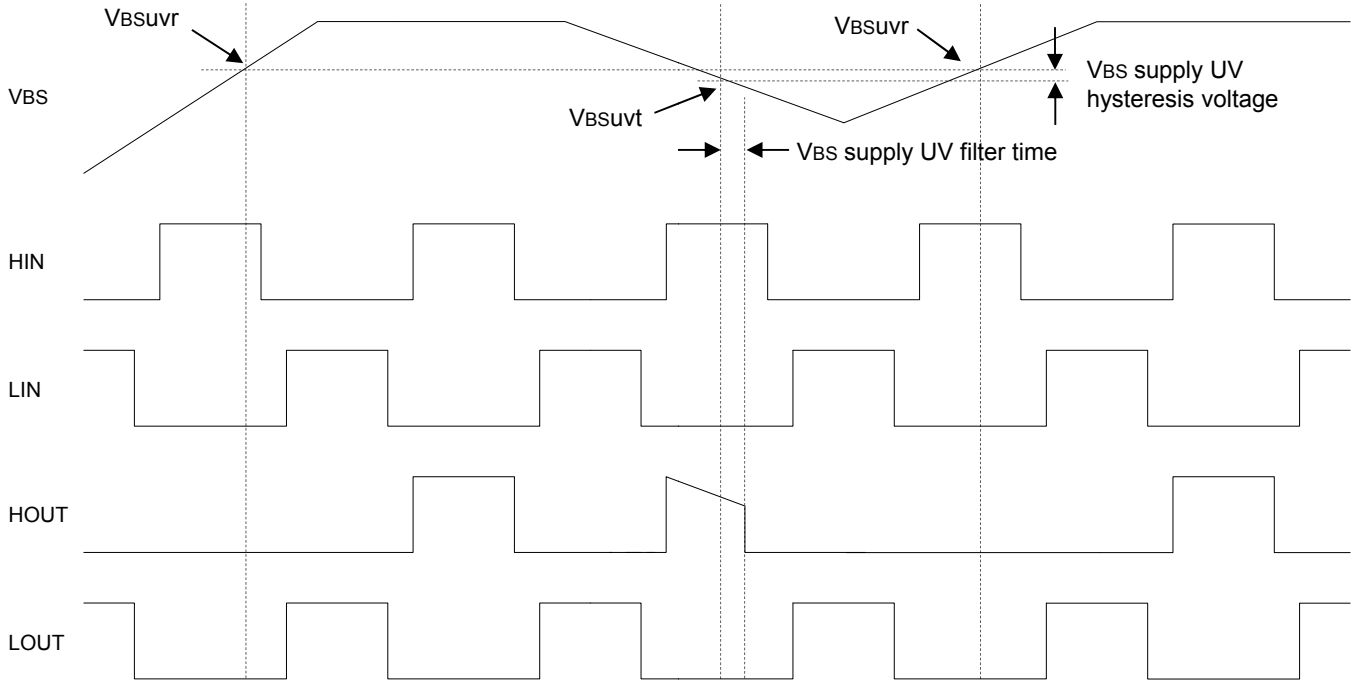 VBSuvr
VBSuvr
VBS
VBS supply UV
hysteresis voltage
VBSuvt
VBS supply UV filter time
HIN
LIN
HOUT
LOUT